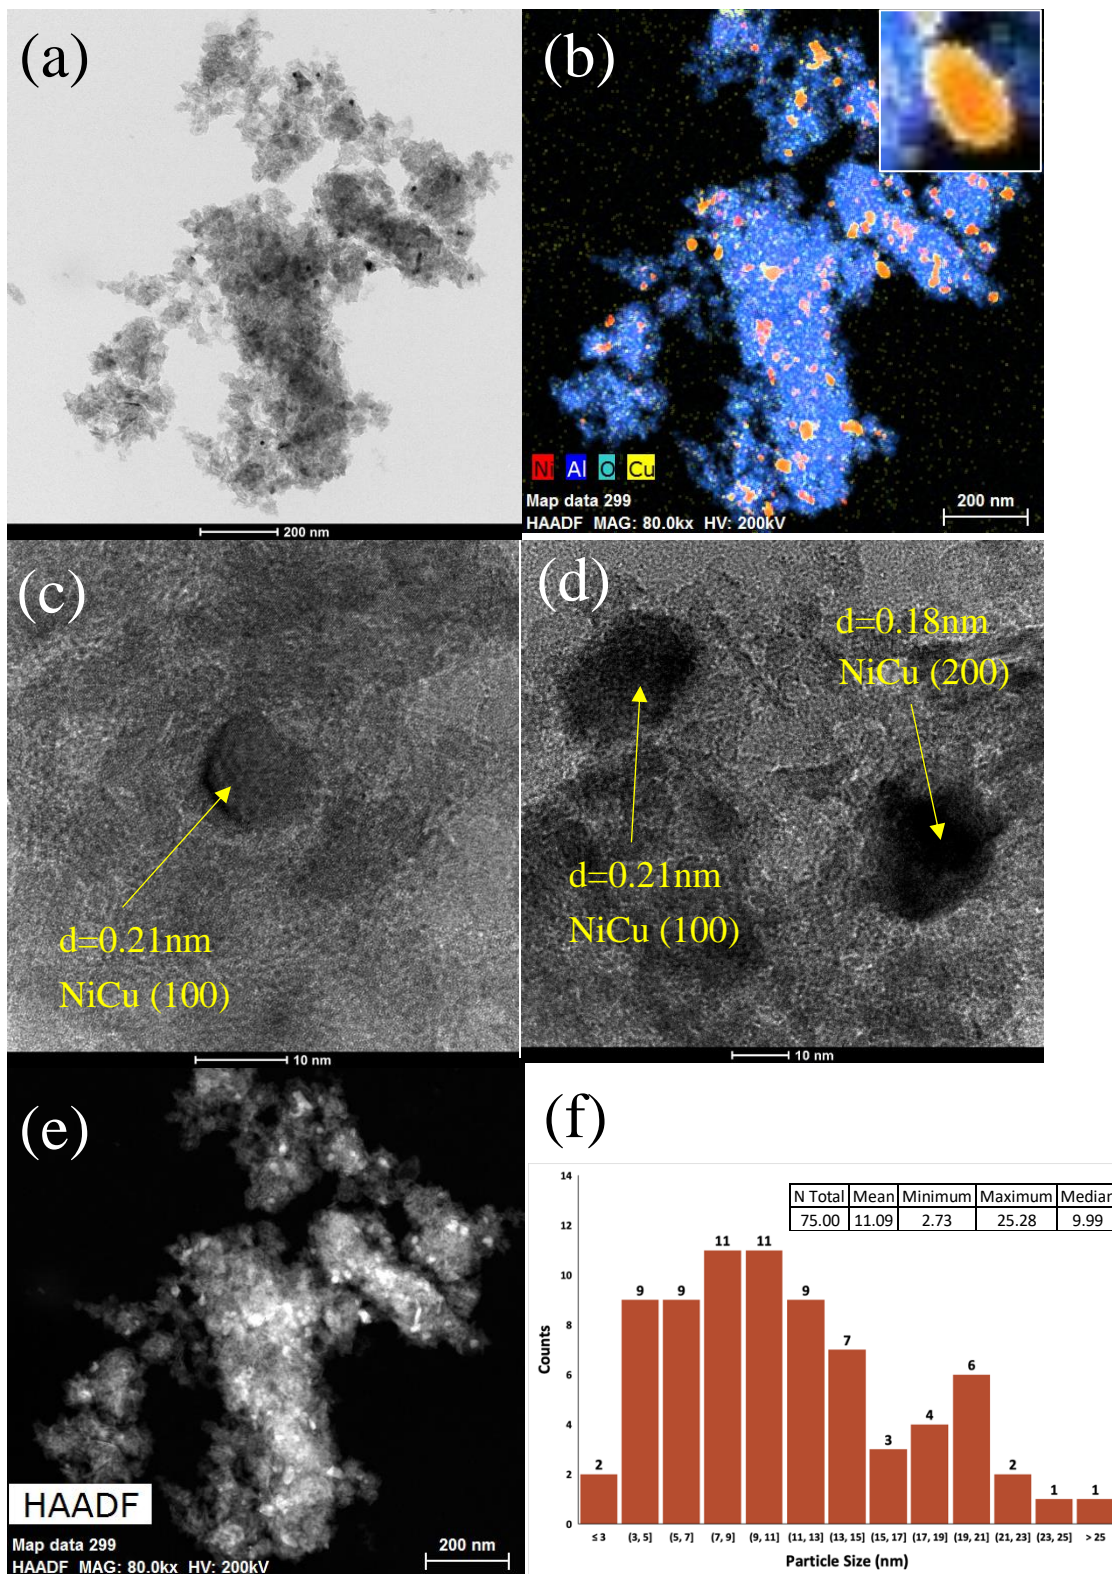 (a)
200 nm
(b)
Ni Al O Cu
Map data 299
HAADF MAG: 80.0kx HV: 200kV
200 nm
(c)
d=0.21nm
NiCu (100)
10 nm
(d)
d=0.18nm
NiCu (200)
d=0.21nm
NiCu (100)
10 nm
(e)
HAADF
Map data 299
HAADF MAG: 80.0kx HV: 200kV
200 nm
(f)
N Total Mean Minimum Maximum Median
75.00 11.09 2.73 25.28 9.99
Counts
14
12
10
8
6
4
2
0
2 9 9 11 11 9 7 3 4 6 2 1 1
≤ 3 (3, 5] (5, 7] (7, 9] (9, 11] (11, 13] (13, 15] (15, 17] (17, 19] (19, 21] (21, 23] (23, 25] > 25
Particle Size (nm)